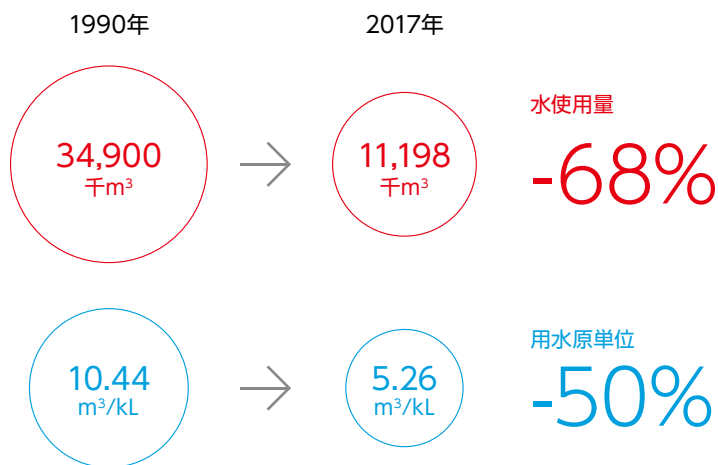 1990年
2017年
34,900
千m³
11,198
千m³
水使用量
-68%
10.44
m³/kL
5.26
m³/kL
用水原単位
-50%